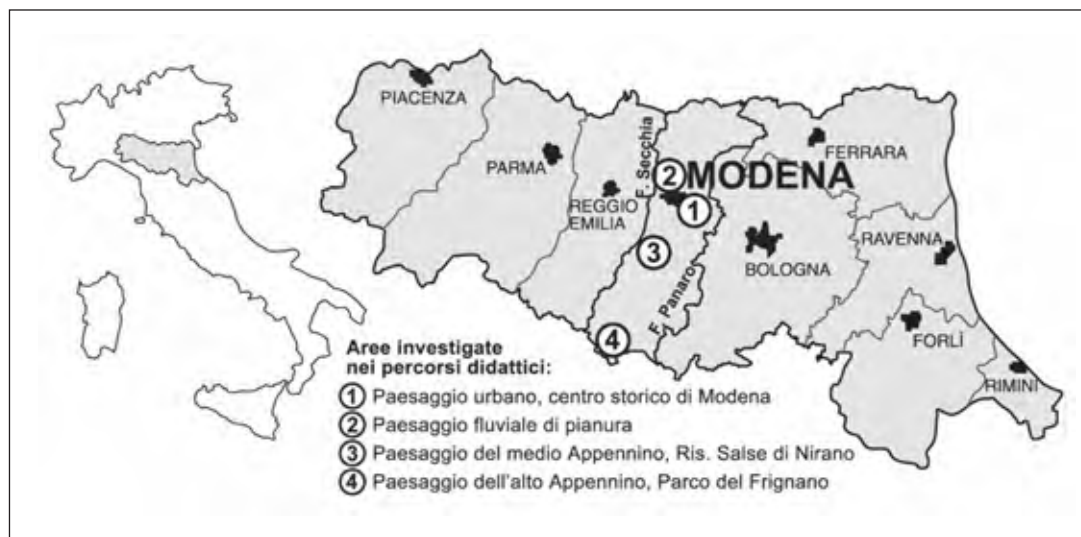 PIACENZA
PARMA
REGGIO
EMILIA
F. Secchia
MODENA
FERRARA
BOLOGNA
RAVENNA
F. Panaro
FORLÌ
RIMINI
2
1
3
4
Aree investigate
nei percorsi didattici:
1 Paesaggio urbano, centro storico di Modena
2 Paesaggio fluviale di pianura
3 Paesaggio del medio Appennino, Ris. Salse di Nirano
4 Paesaggio dell'alto Appennino, Parco del Frignano